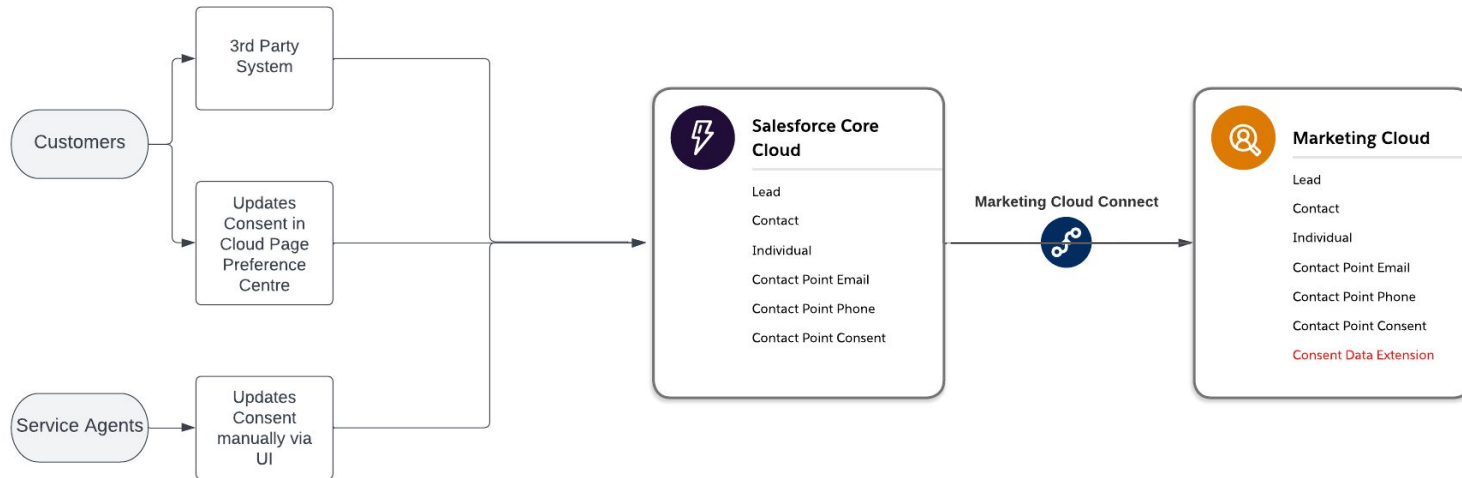 3rd Party
System
Customers
Updates
Consent in
Cloud Page
Preference
Centre
Service Agents
Updates
Consent
manually via
UI
Salesforce Core
Cloud
Lead
Contact
Individual
Contact Point Email
Contact Point Phone
Contact Point Consent
Marketing Cloud Connect
Marketing Cloud
Lead
Contact
Individual
Contact Point Email
Contact Point Phone
Contact Point Consent
Consent Data Extension